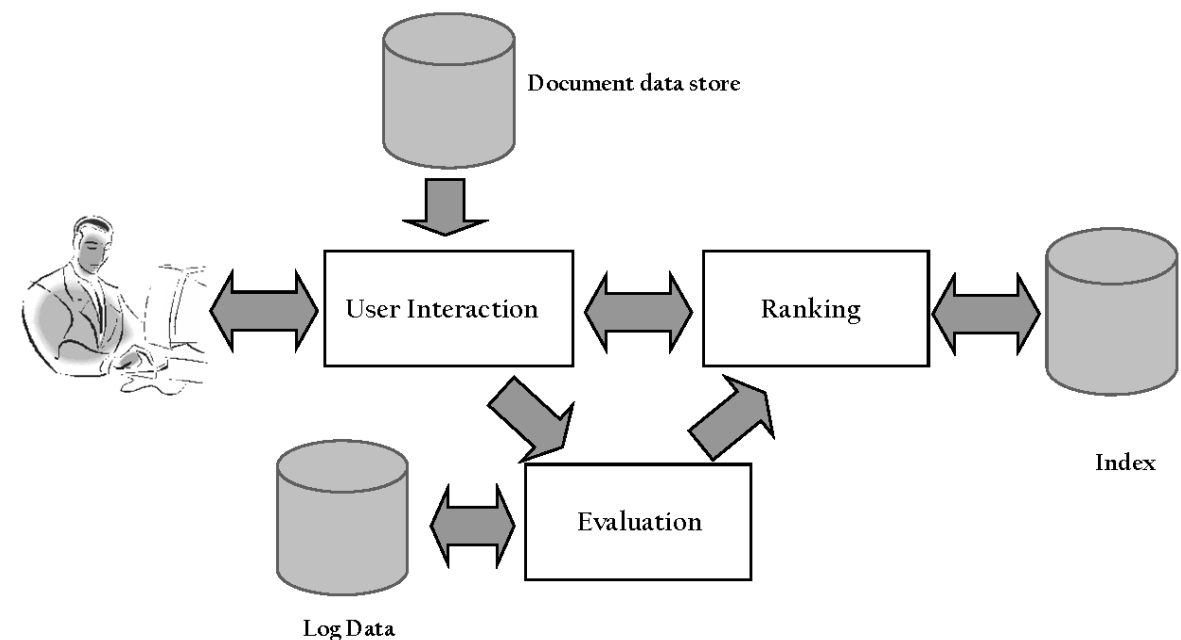 Document data store
User Interaction
Ranking
Index
Evaluation
Log Data